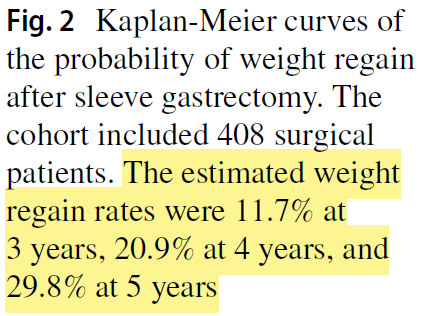 Fig. 2 Kaplan-Meier curves of
the probability of weight regain
after sleeve gastrectomy. The
cohort included 408 surgical
patients. The estimated weight
regain rates were 11.7% at
3 years, 20.9% at 4 years, and
29.8% at 5 years